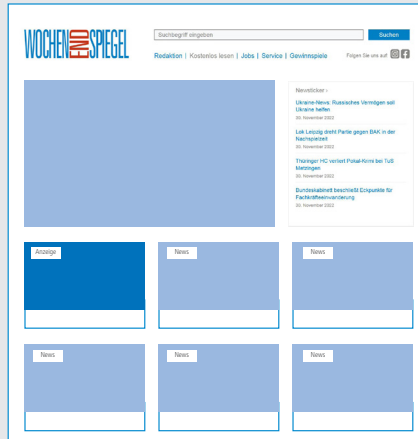 WOCHENENDSPIEGEL
Suchbegriff eingeben
Suchen
Redaktion | Kostenlos lesen | Jobs | Service | Gewinnspiele
Folgen Sie uns auf:
Newsticker ›
Ukraine-News: Russisches Vermögen soll
Ukraine helfen
30. November 2022
Lok Leipzig dreht Partie gegen BAK in der
Nachspielzeit
30. November 2022
Thüringer HC verliert Pokal-Krimi bei TuS
Metzingen
30. November 2022
Bundeskabinett beschließt Eckpunkte für
Fachkräfteeinwanderung
30. November 2022
Anzeige
News
News
News
News
News